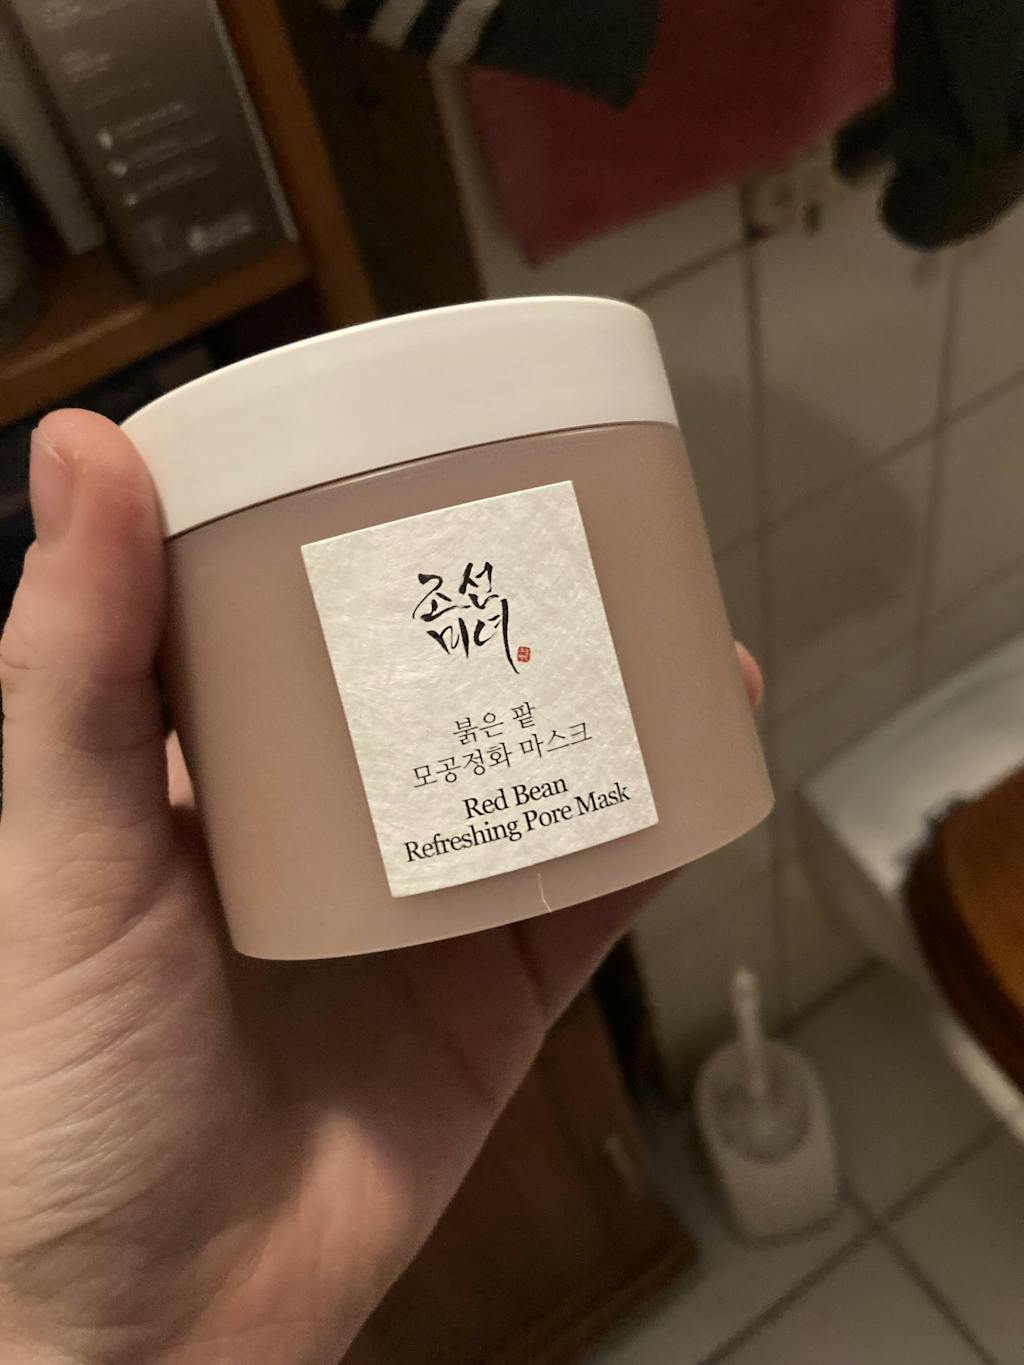 조선
미녀
붉은 팥
모공정화 마스크
Red Bean
Refreshing Pore Mask